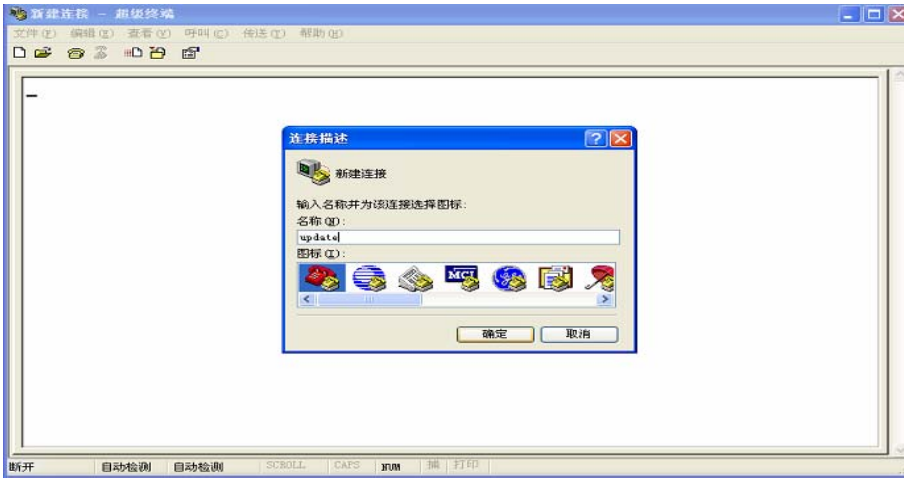 新建连接 - 超级终端
文件(F) 编辑(E) 查看(V) 呼叫(C) 传送(T) 帮助(H)
连接描述
新建连接
输入名称并为该连接选择图标:
名称(N):
update
图标(I):
MCI
确定 取消
断开 自动检测 自动检测 SCROLL CAPS NUM 捕 打印